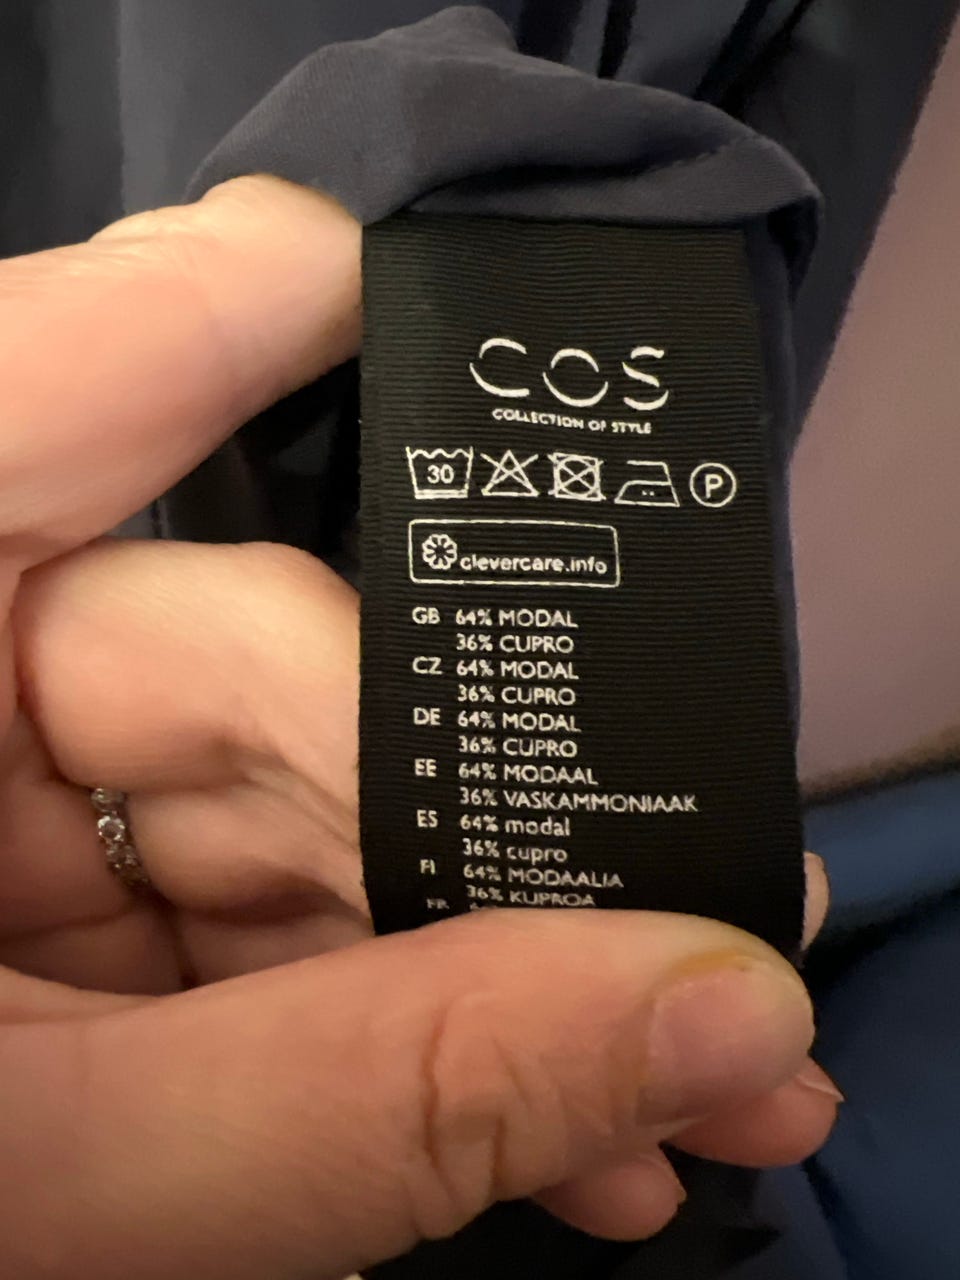 COS
COLLECTION OF STYLE
30 P
clevercare.info
GB 64% MODAL
36% CUPRO
CZ 64% MODAL
36% CUPRO
DE 64% MODAL
36% CUPRO
EE 64% MODAAL
36% VASKAMMONIAAK
ES 64% modal
36% cupro
FI 64% MODAALIA
36% KUPROA
FR